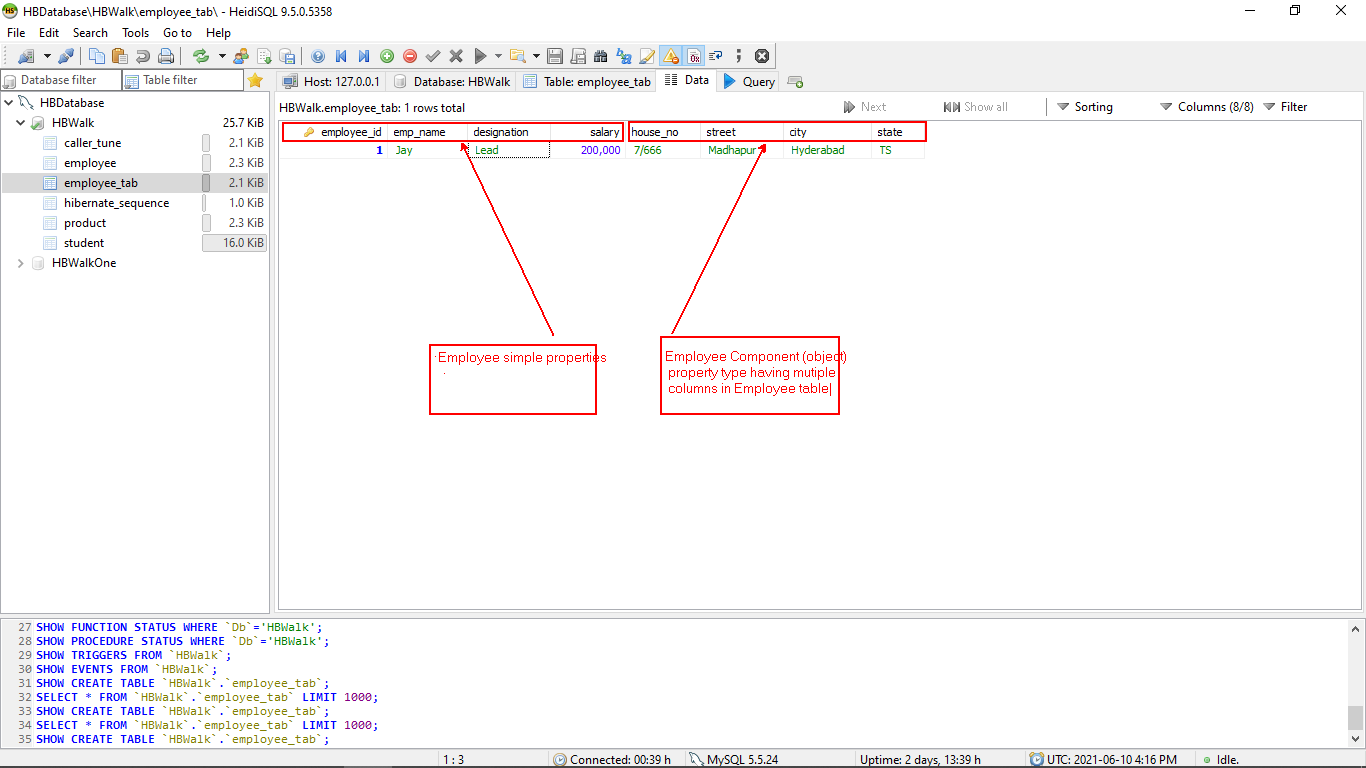 HBDatabase\HBWalk\employee_tab\ - HeidiSQL 9.5.0.5358
File Edit Search Tools Go to Help
Database filter Table filter Host: 127.0.0.1 Database: HBWalk Table: employee_tab Data Query
HBDatabase
HBWalk 25.7 KiB
caller_tune 2.1 KiB
employee 2.3 KiB
employee_tab 2.1 KiB
hibernate_sequence 1.0 KiB
product 2.3 KiB
student 16.0 KiB
HBWalkOne
HBWalk.employee_tab: 1 rows total Next Show all Sorting Columns (8/8) Filter
employee_id emp_name designation salary house_no street city state
1 Jay Lead 200,000 7/666 Madhapur Hyderabad TS
Employee simple properties
Employee Component (object)
property type having mutiple
columns in Employee table
27 SHOW FUNCTION STATUS WHERE `Db`='HBWalk';
28 SHOW PROCEDURE STATUS WHERE `Db`='HBWalk';
29 SHOW TRIGGERS FROM `HBWalk`;
30 SHOW EVENTS FROM `HBWalk`;
31 SHOW CREATE TABLE `HBWalk`.`employee_tab`;
32 SELECT * FROM `HBWalk`.`employee_tab` LIMIT 1000;
33 SHOW CREATE TABLE `HBWalk`.`employee_tab`;
34 SELECT * FROM `HBWalk`.`employee_tab` LIMIT 1000;
35 SHOW CREATE TABLE `HBWalk`.`employee_tab`;
1 : 3 Connected: 00:39 h MySQL 5.5.24 Uptime: 2 days, 13:39 h UTC: 2021-06-10 4:16 PM Idle.